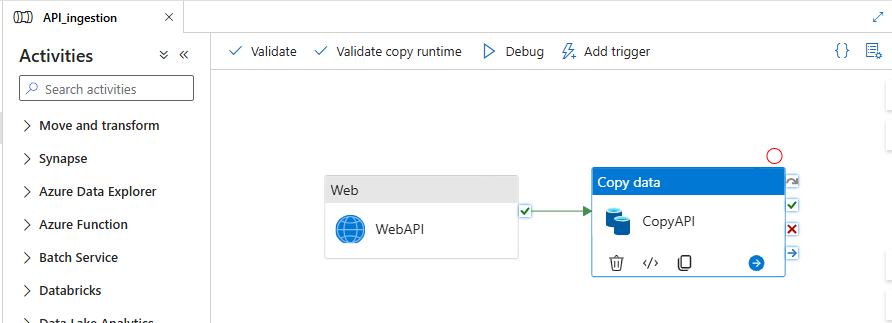 API_ingestion
Activities
Validate
Validate copy runtime
Debug
Add trigger
Search activities
Move and transform
Synapse
Azure Data Explorer
Azure Function
Batch Service
Databricks
Data Lake Analytics
Web
WebAPI
Copy data
CopyAPI